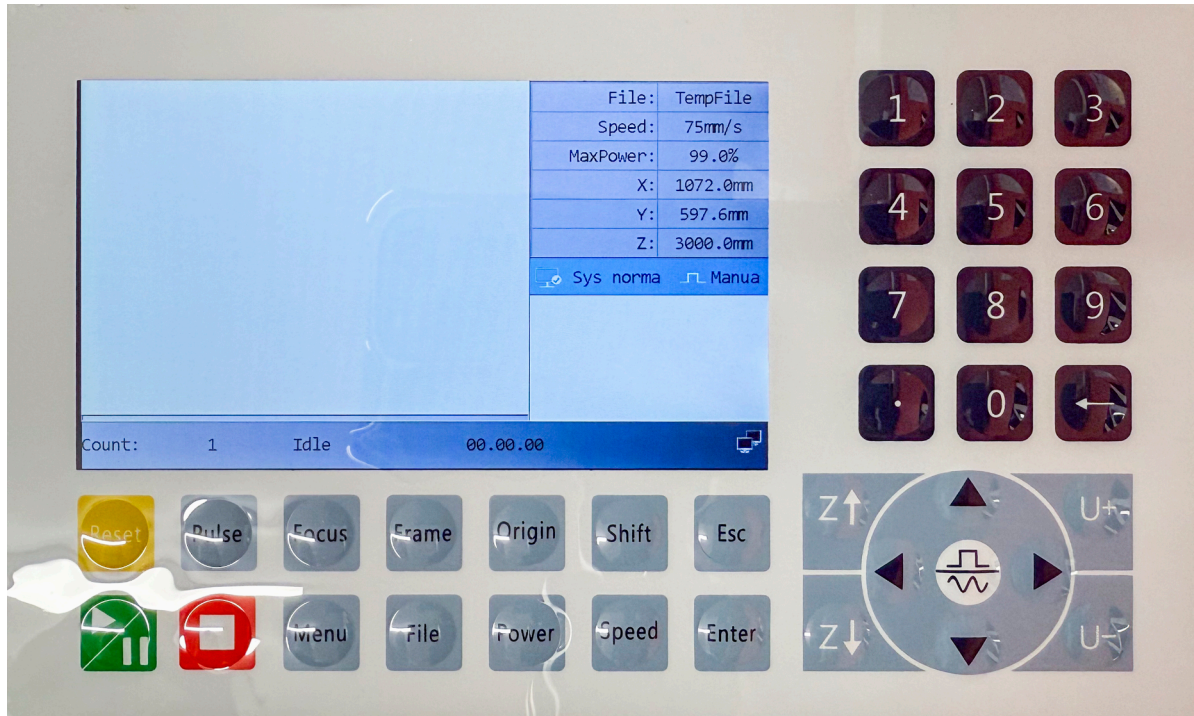 File: TempFile
Speed: 75mm/s
MaxPower: 99.0%
X: 1072.0mm
Y: 597.6mm
Z: 3000.0mm
Sys norma Manua
Count: 1 Idle 00.00.00
1 2 3
4 5 6
7 8 9
. 0 ←
Reset Pulse Focus Frame Origin Shift Esc
Menu File Power Speed Enter
Z↑ U+
Z↓ U-